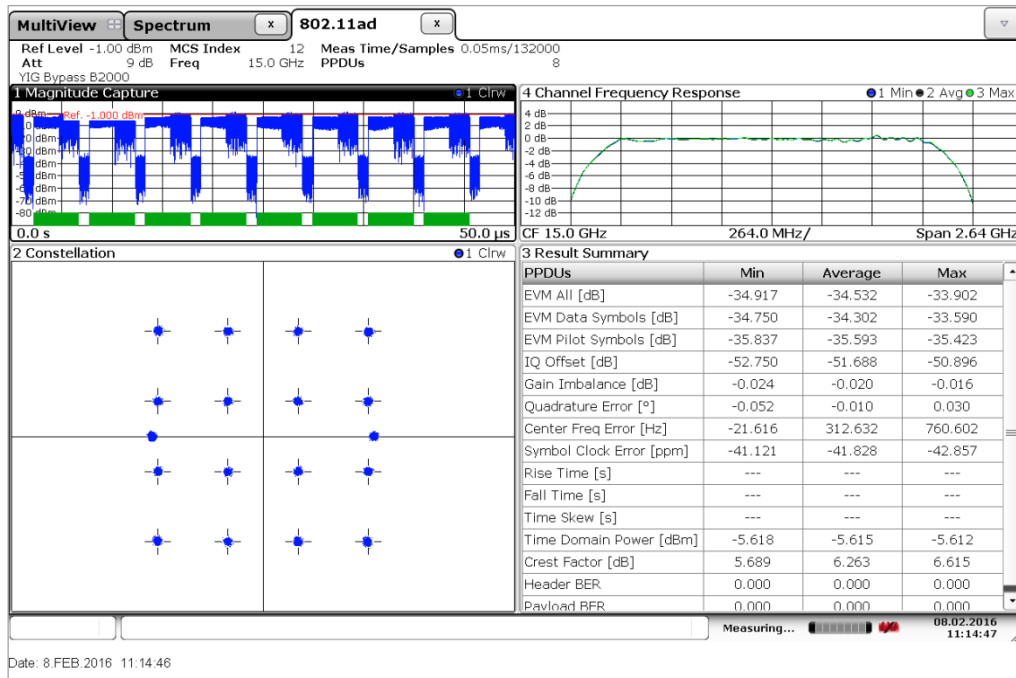 MultiView Spectrum x 802.11ad x
Ref Level -1.00 dBm MCS Index 12 Meas Time/Samples 0.05ms/132000
Att 9 dB Freq 15.0 GHz PPDUs 8
YIG Bypass B2000
1 Magnitude Capture 1 Clrw
Ref. -1.000 dBm
-80 dBm
0.0 s 50.0 µs
4 Channel Frequency Response 1 Min 2 Avg 3 Max
4 dB
2 dB
0 dB
-2 dB
-4 dB
-6 dB
-8 dB
-10 dB
-12 dB
CF 15.0 GHz 264.0 MHz/ Span 2.64 GHz
2 Constellation 1 Clrw
3 Result Summary
PPDUs Min Average Max
EVM All [dB] -34.917 -34.532 -33.902
EVM Data Symbols [dB] -34.750 -34.302 -33.590
EVM Pilot Symbols [dB] -35.837 -35.593 -35.423
IQ Offset [dB] -52.750 -51.688 -50.896
Gain Imbalance [dB] -0.024 -0.020 -0.016
Quadrature Error [°] -0.052 -0.010 0.030
Center Freq Error [Hz] -21.616 312.632 760.602
Symbol Clock Error [ppm] -41.121 -41.828 -42.857
Rise Time [s] --- --- ---
Fall Time [s] --- --- ---
Time Skew [s] --- --- ---
Time Domain Power [dBm] -5.618 -5.615 -5.612
Crest Factor [dB] 5.689 6.263 6.615
Header BER 0.000 0.000 0.000
Payload BER 0.000 0.000 0.000
Measuring... 08.02.2016
11:14:47
Date: 8.FEB.2016 11:14:46